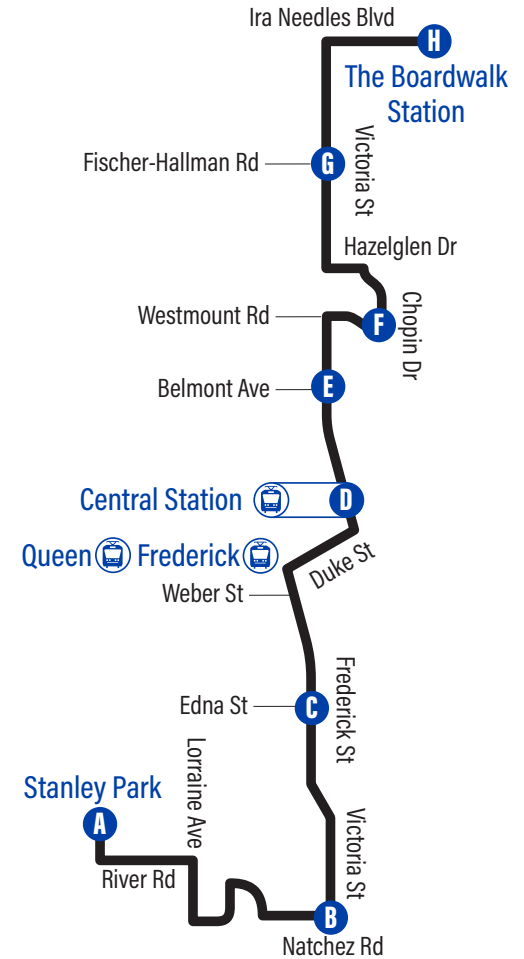 Ira Needles Blvd
H
The Boardwalk
Station
Victoria St
Fischer-Hallman Rd
G
Hazelglen Dr
Westmount Rd
F
Chopin Dr
Belmont Ave
E
Central Station
D
Queen
Frederick
Duke St
Weber St
Frederick St
Edna St
C
Lorraine Ave
Stanley Park
A
Victoria St
River Rd
B
Natchez Rd